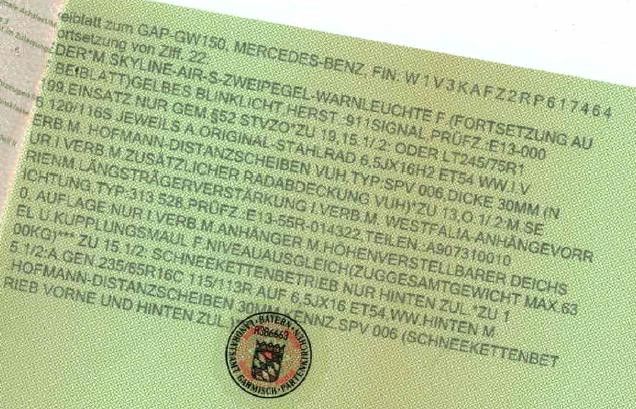 eiblatt zum GAP-GW150, MERCEDES-BENZ, FIN: W1V3KAFZ2RP617464
ortsetzung von Ziff. 22:
DER*M.SKYLINE-AIR-S-ZWEIPEGEL-WARNLEUCHTE F.(FORTSETZUNG AU
BEIBLATT)GELBES BLINKLICHT HERST.:911SIGNAL PRÜFZ.:E13-000
99.EINSATZ NUR GEM.§52 STVZO*ZU 19,15.1/2: ODER LT245/75R1
6 120/116S JEWEILS A.ORIGINAL-STAHLRAD 6,5JX16H2 ET54 WW.I.V
ERB.M. HOFMANN-DISTANZSCHEIBEN VUH.TYP:SPV 006 DICKE 30MM (N
UR I.VERB.M.ZUSÄTZLICHER RADABDECKUNG VUH)*ZU 13,O.1/2:M.SE
RIENM.LÄNGSTRÄGERVERSTÄRKUNG I.VERB.M. WESTFALIA-ANHÄNGEVORR
ICHTUNG TYP:313 528,PRÜFZ.:E13-55R-014322,TEILEN.:A907310010
0, AUFLAGE NUR I.VERB.M.ANHÄNGER M.HÖHENVERSTELLBARER DEICHS
EL U.KUPPLUNGSMAUL F.NIVEAUAUSGLEICH(ZUGGESAMTGEWICHT MAX.63
00KG)*** ZU 15.1/2: SCHNEEKETTENBETRIEB NUR HINTEN ZUL. *ZU 1
5.1/2:A.GEN.235/65R16C 115/113R AUF 6,5JX16 ET54.WW.HINTEN M
HOFMANN-DISTANZSCHEIBEN 30MM, KENNZ.SPV 006 (SCHNEEKETTENBET
RIEB VORNE UND HINTEN ZUL
BAYERN
LANDRATSAMT GARMISCH-PARTENKIRCHEN